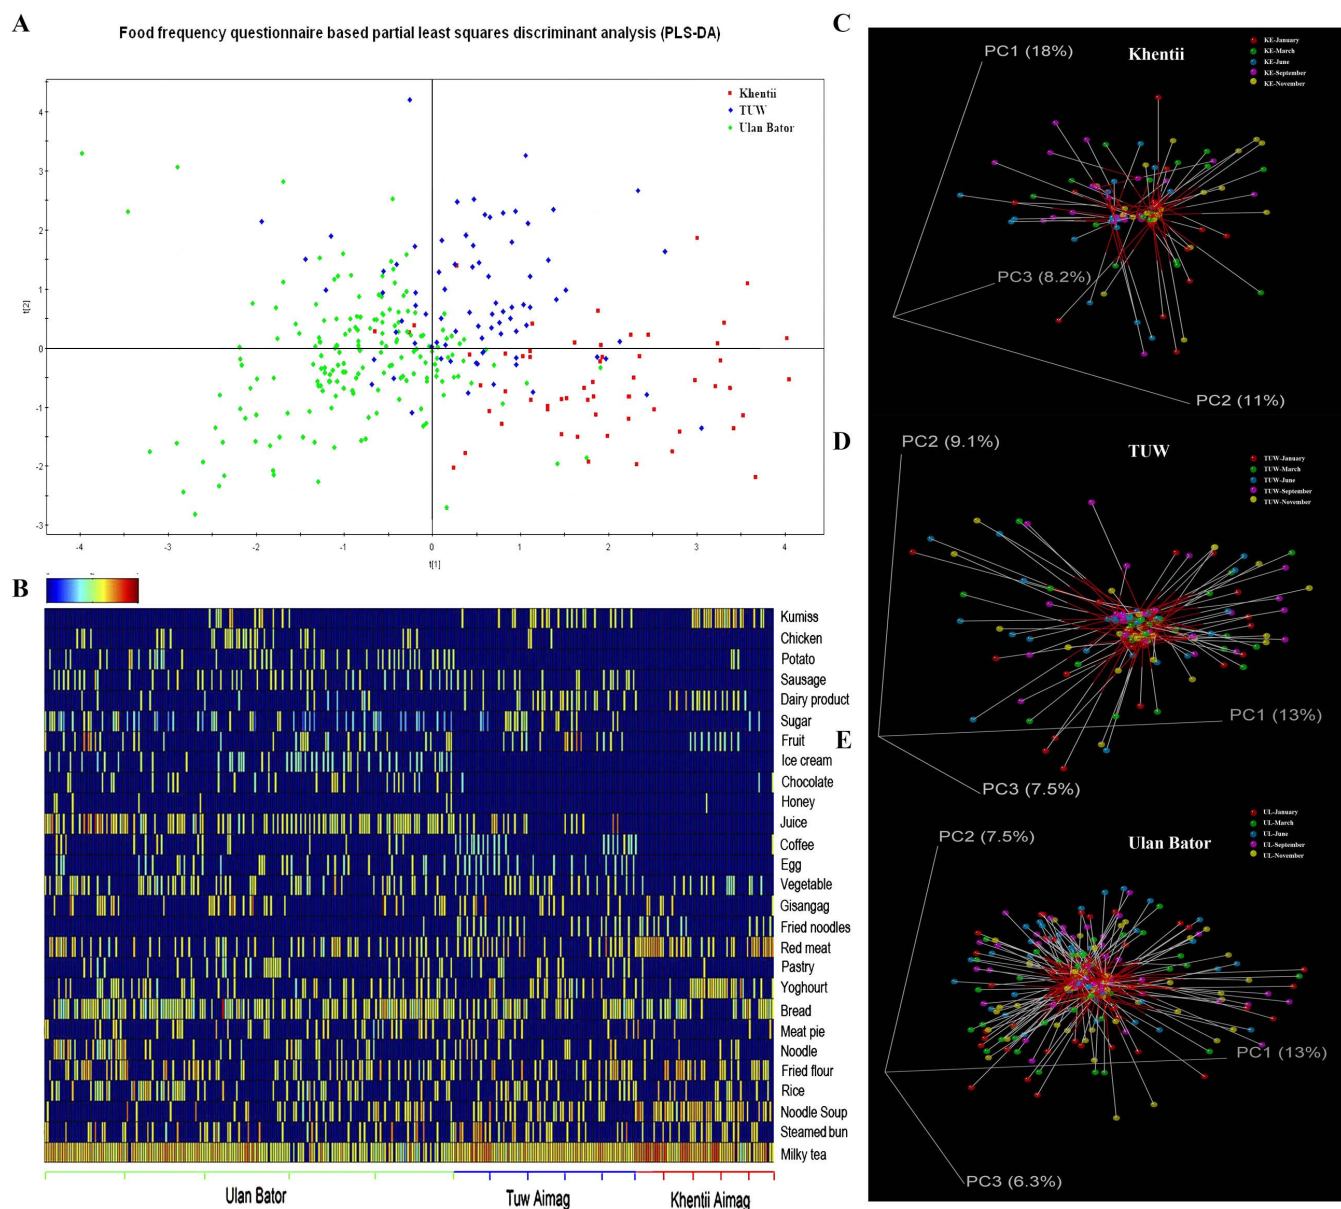 A
Food frequency questionnaire based partial least squares discriminant analysis (PLS-DA)
Khentii
TUW
Ulan Bator
4
3
2
1
0
-1
-2
-3
t[2]
-4
-3
-2
-1
0
1
2
3
4
t[1]
B
Kumiss
Chicken
Potato
Sausage
Dairy product
Sugar
Fruit
Ice cream
Chocolate
Honey
Juice
Coffee
Egg
Vegetable
Gisangag
Fried noodles
Red meat
Pastry
Yoghourt
Bread
Meat pie
Noodle
Fried flour
Rice
Noodle Soup
Steamed bun
Milky tea
Ulan Bator
Tuw Aimag
Khentii Aimag
C
PC1 (18%)
Khentii
KE-January
KE-March
KE-June
KE-September
KE-November
PC3 (8.2%)
PC2 (11%)
D
PC2 (9.1%)
TUW
TUW-January
TUW-March
TUW-June
TUW-September
TUW-November
PC1 (13%)
PC3 (7.5%)
E
PC2 (7.5%)
Ulan Bator
UL-January
UL-March
UL-June
UL-September
UL-November
PC1 (13%)
PC3 (6.3%)